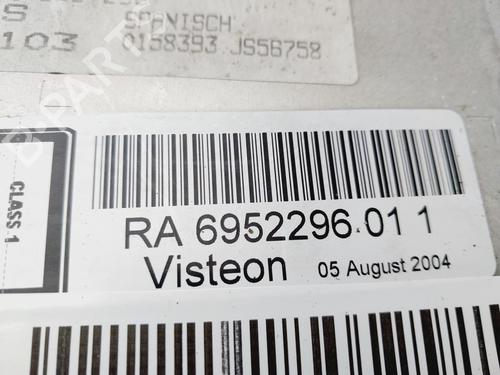 S SPANISCH
103 0158393 JS56758
CLASS 1
RA 6952296.01 1
Visteon 05 August 2004